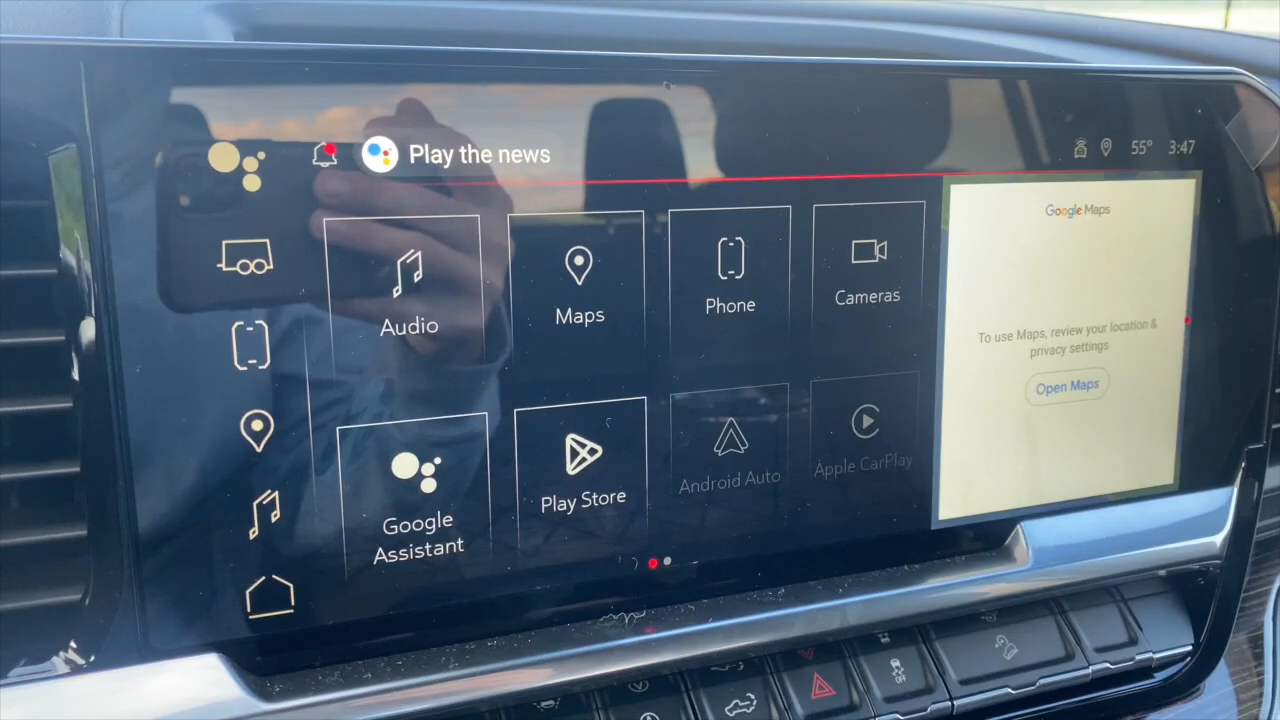 Play the news
55° 3:47
Audio
Maps
Phone
Cameras
Google Maps
To use Maps, review your location &
privacy settings
Open Maps
Google
Assistant
Play Store
Android Auto
Apple CarPlay
OFF